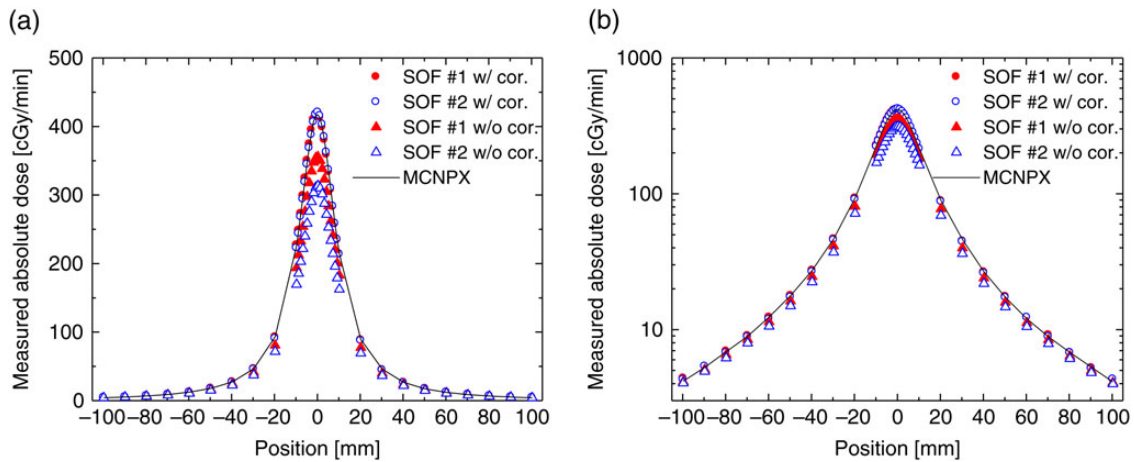 (a)
Measured absolute dose [cGy/min]
500
400
300
200
100
0
SOF #1 w/ cor.
SOF #2 w/ cor.
SOF #1 w/o cor.
SOF #2 w/o cor.
MCNPX
−100 −80 −60 −40 −20 0 20 40 60 80 100
Position [mm]
(b)
Measured absolute dose [cGy/min]
1000
100
10
SOF #1 w/ cor.
SOF #2 w/ cor.
SOF #1 w/o cor.
SOF #2 w/o cor.
MCNPX
−100 −80 −60 −40 −20 0 20 40 60 80 100
Position [mm]